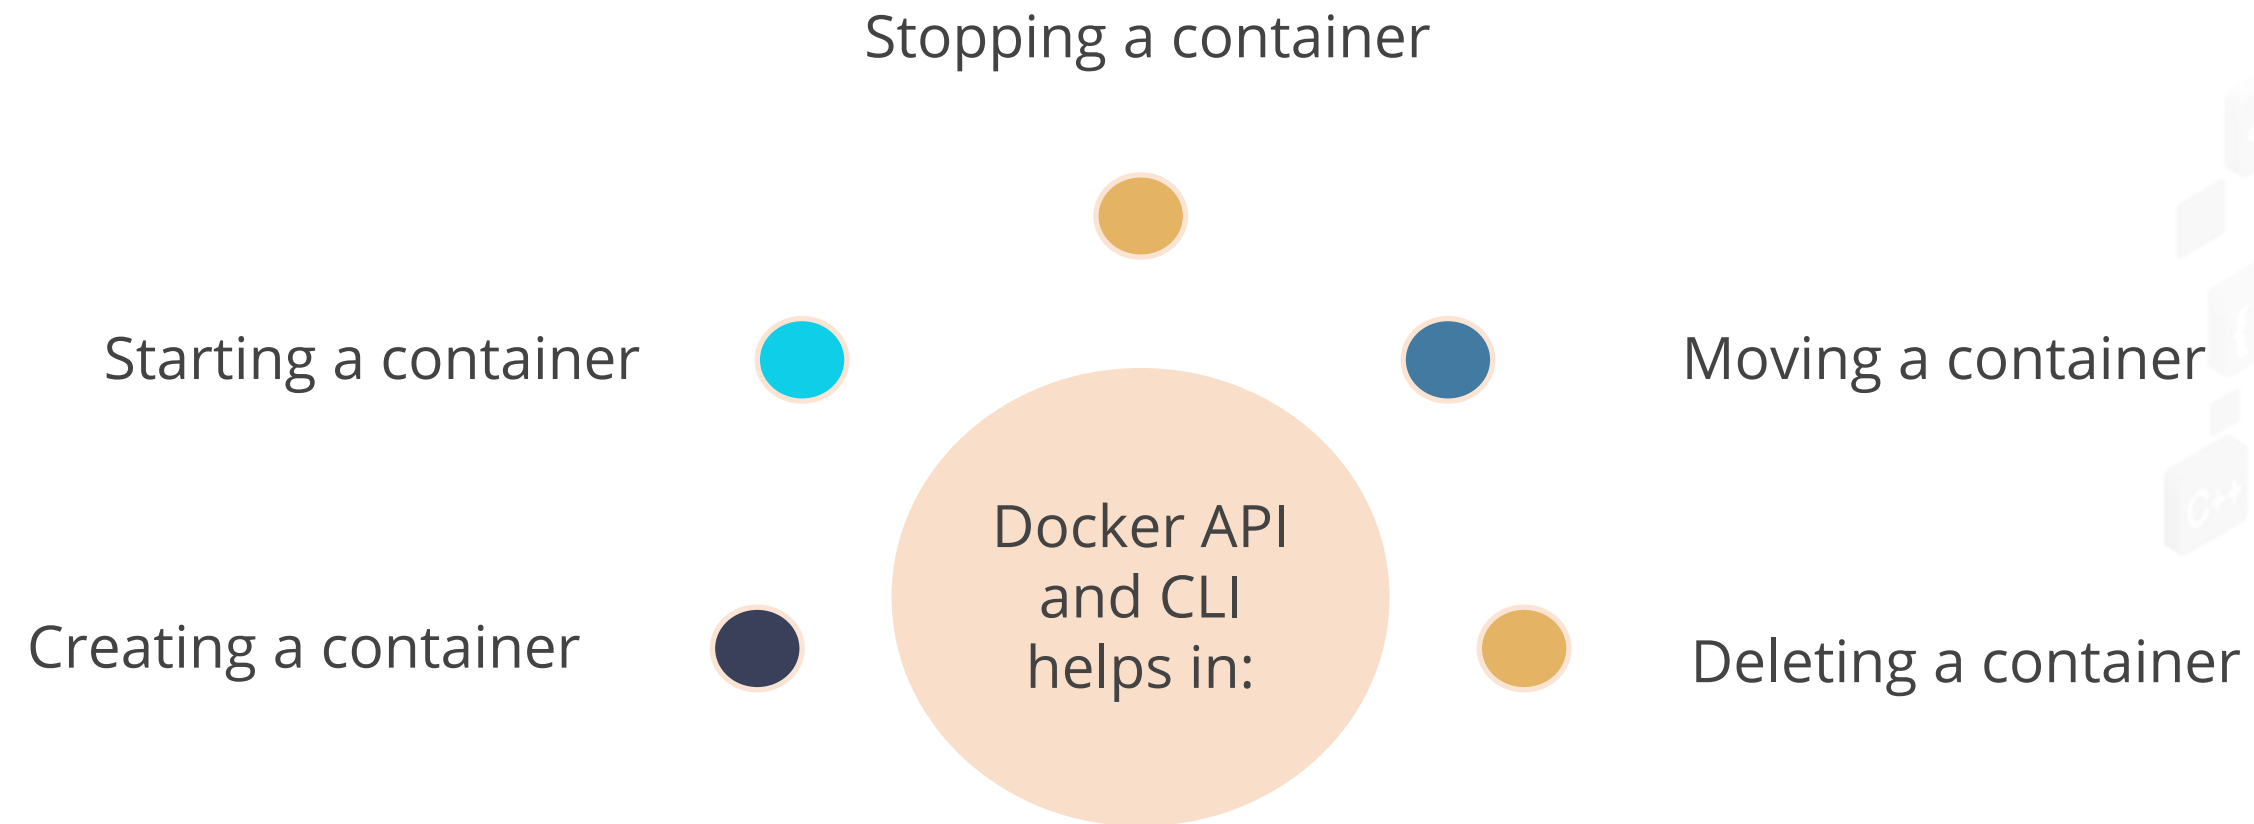 Stopping a container
Starting a container
Moving a container
Docker API
and CLI
helps in:
Creating a container
Deleting a container
C++
{